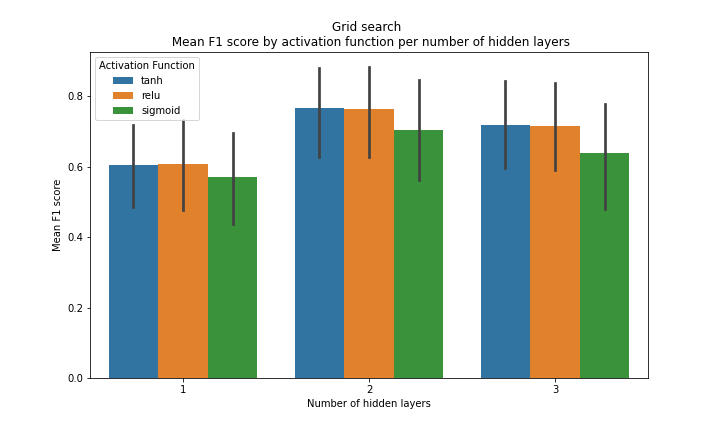 Grid search
Mean F1 score by activation function per number of hidden layers
Activation Function
tanh
relu
sigmoid
0.8
0.6
0.4
0.2
0.0
Mean F1 score
1
2
3
Number of hidden layers